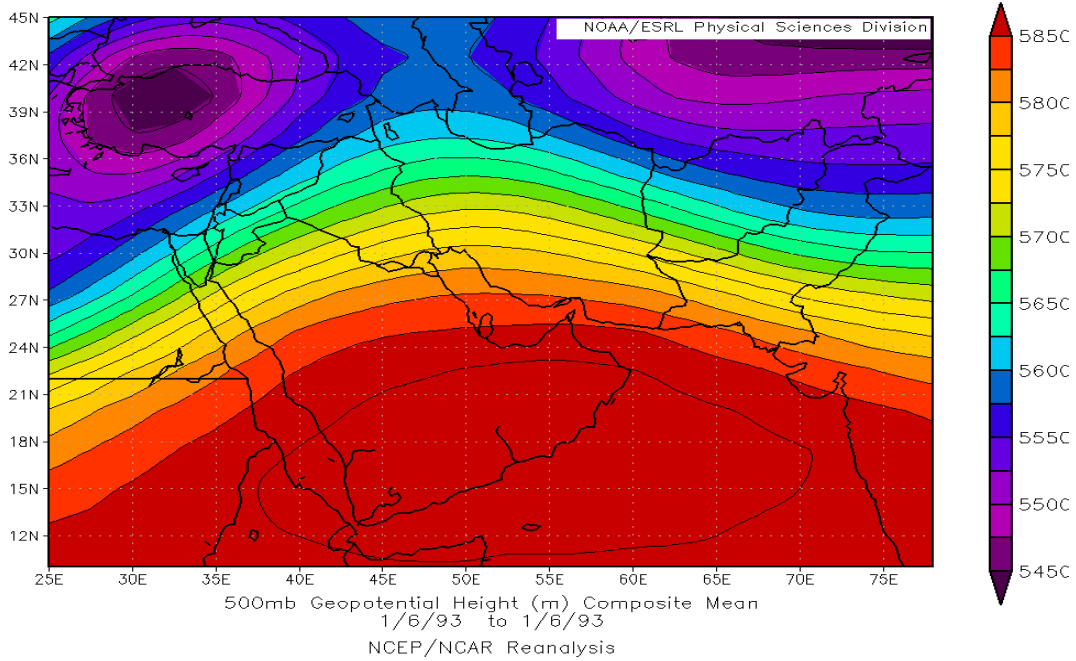 NOAA/ESRL Physical Sciences Division
45N
42N
39N
36N
33N
30N
27N
24N
21N
18N
15N
12N
25E 30E 35E 40E 45E 50E 55E 60E 65E 70E 75E
5850
5800
5750
5700
5650
5600
5550
5500
5450
500mb Geopotential Height (m) Composite Mean
1/6/93 to 1/6/93
NCEP/NCAR Reanalysis